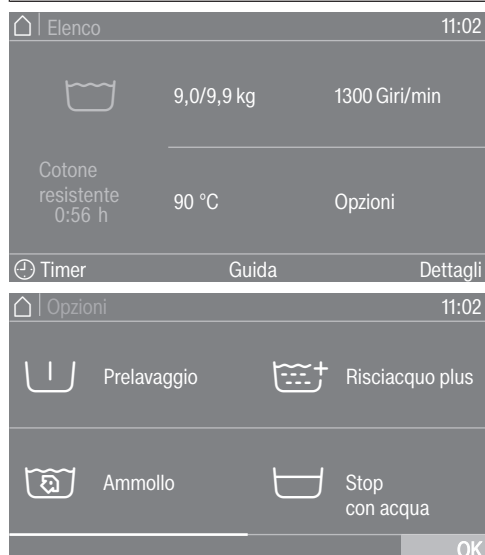 Elenco 11:02
9,0/9,9 kg 1300 Giri/min
Cotone
resistente
0:56 h
90 °C Opzioni
Timer Guida Dettagli
Opzioni 11:02
Prelavaggio Risciacquo plus
Ammollo Stop
con acqua
OK